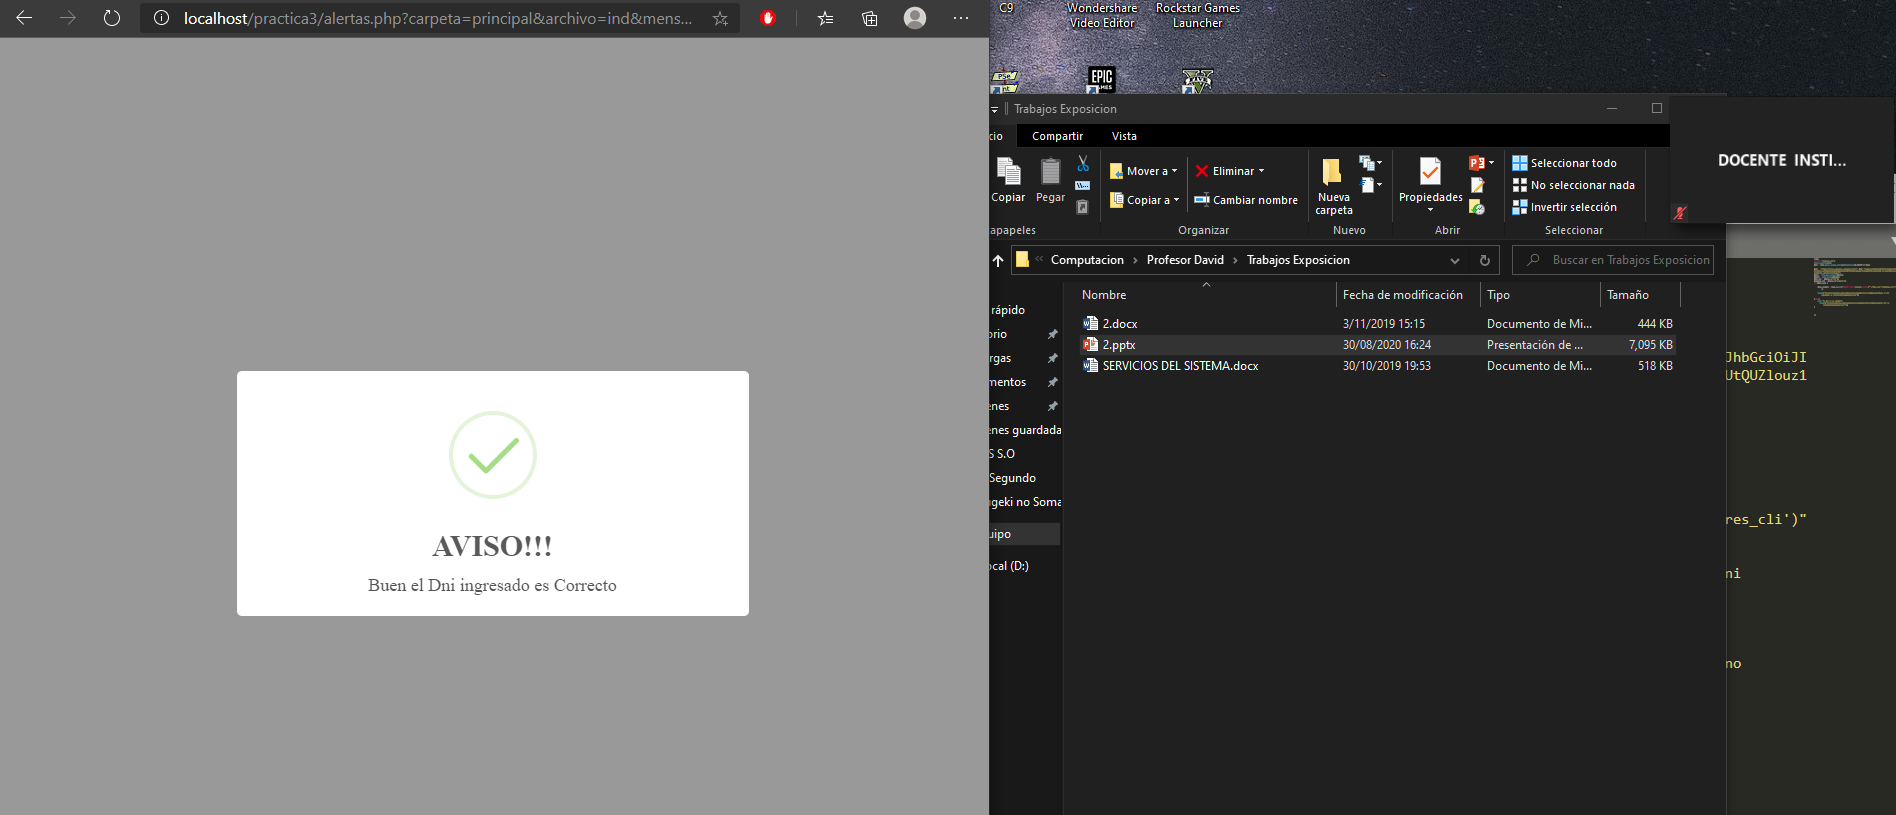 localhost/practica3/alertas.php?carpeta=principal&archivo=ind&mens...
AVISO!!!
Buen el Dni ingresado es Correcto
C9
Wondershare Video Editor
Rockstar Games Launcher
EPIC
Trabajos Exposicion
cio Compartir Vista
DOCENTE INSTI...
Copiar
Pegar
Mover a
Copiar a
Eliminar
Cambiar nombre
Nueva carpeta
Propiedades
Seleccionar todo
No seleccionar nada
Invertir selección
apapeles Organizar Nuevo Abrir Seleccionar
« Computacion > Profesor David > Trabajos Exposicion
Buscar en Trabajos Exposicion
Nombre Fecha de modificación Tipo Tamaño
2.docx 3/11/2019 15:15 Documento de Mi... 444 KB
2.pptx 30/08/2020 16:24 Presentación de ... 7,095 KB
SERVICIOS DEL SISTEMA.docx 30/10/2019 19:53 Documento de Mi... 518 KB
rápido
orio
rgas
mentos
enes
enes guardada
S S.O
Segundo
ngeki no Soma
uipo
ocal (D:)
JhbGciOiJI
UtQUZlouz1
res_cli')"
ni
no